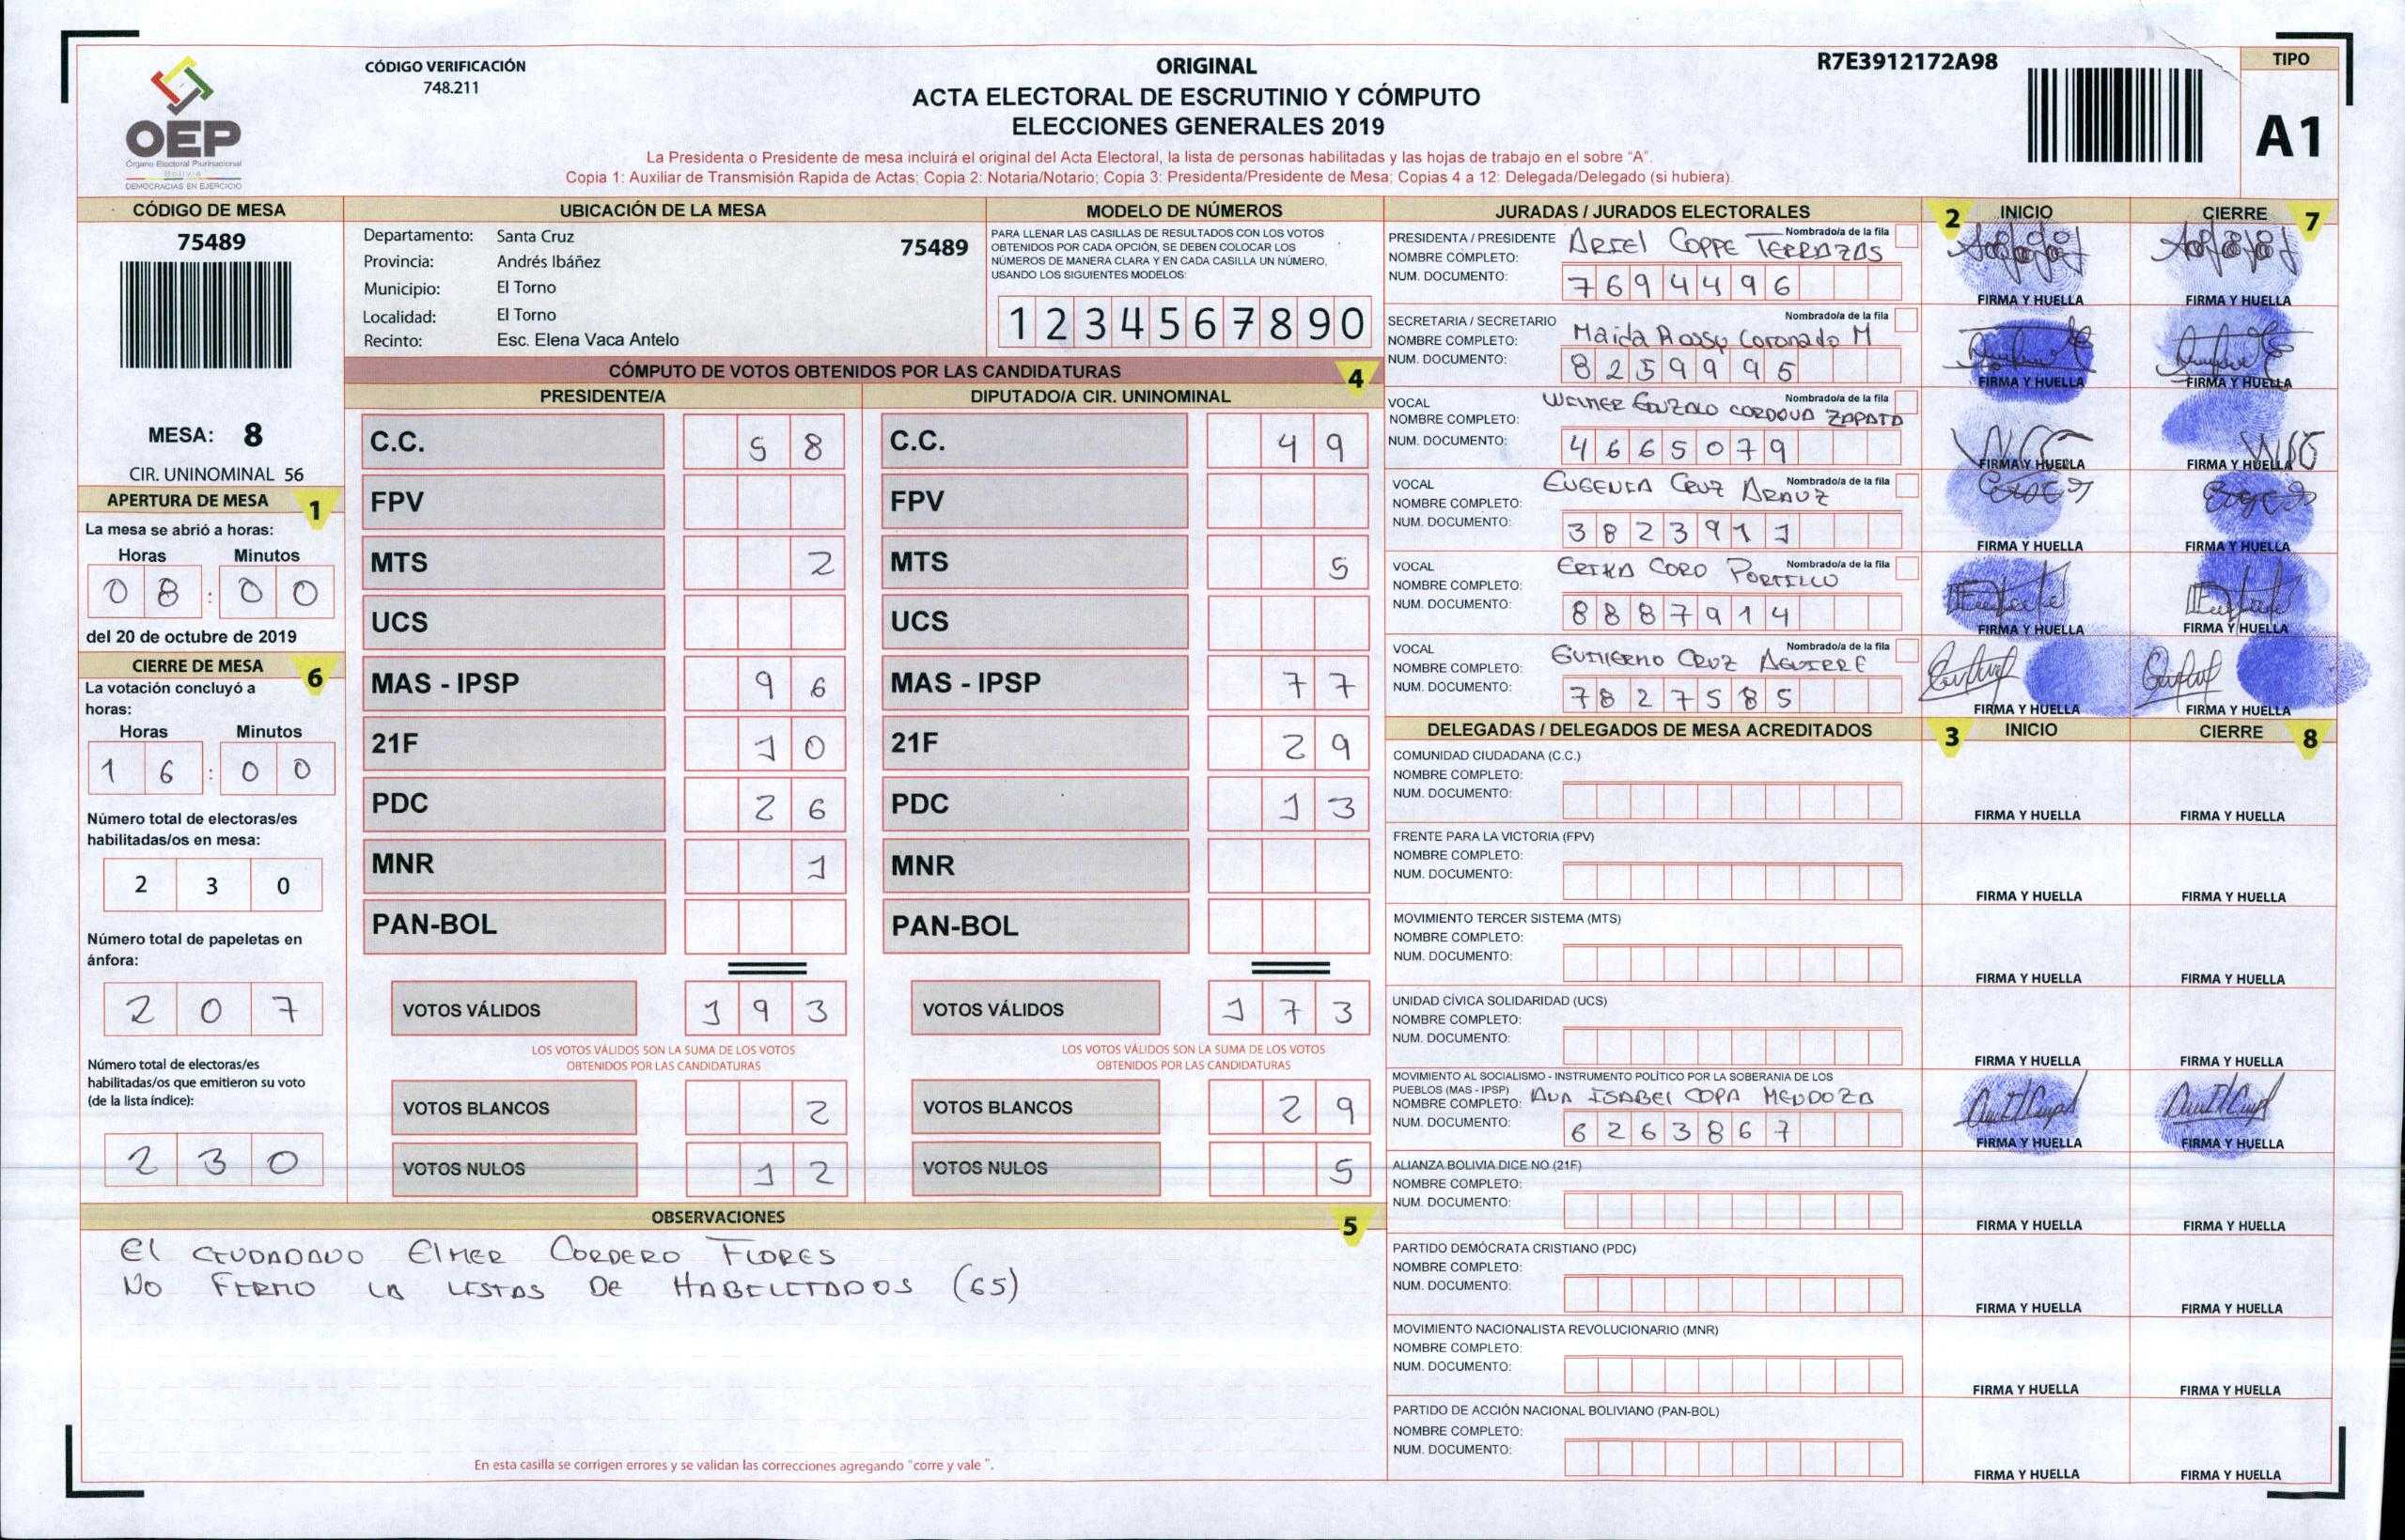 OEP
Órgano Electoral Plurinacional
Bolivia
DEMOCRACIAS EN EJERCICIO
CÓDIGO VERIFICACIÓN
748.211
ORIGINAL
ACTA ELECTORAL DE ESCRUTINIO Y CÓMPUTO
ELECCIONES GENERALES 2019
La Presidenta o Presidente de mesa incluirá el original del Acta Electoral, la lista de personas habilitadas y las hojas de trabajo en el sobre "A".
Copia 1: Auxiliar de Transmisión Rapida de Actas; Copia 2: Notaria/Notario; Copia 3: Presidenta/Presidente de Mesa; Copias 4 a 12: Delegada/Delegado (si hubiera).
R7E3912172A98
TIPO
A1
CÓDIGO DE MESA
75489
MESA: 8
CIR. UNINOMINAL 56
APERTURA DE MESA 1
La mesa se abrió a horas:
Horas Minutos
08 : 00
del 20 de octubre de 2019
CIERRE DE MESA 6
La votación concluyó a
horas:
Horas Minutos
16 : 00
Número total de electoras/es
habilitadas/os en mesa:
230
Número total de papeletas en
ánfora:
207
Número total de electoras/es
habilitadas/os que emitieron su voto
(de la lista índice):
230
UBICACIÓN DE LA MESA
Departamento: Santa Cruz 75489
Provincia: Andrés Ibáñez
Municipio: El Torno
Localidad: El Torno
Recinto: Esc. Elena Vaca Antelo
MODELO DE NÚMEROS
PARA LLENAR LAS CASILLAS DE RESULTADOS CON LOS VOTOS
OBTENIDOS POR CADA OPCIÓN, SE DEBEN COLOCAR LOS
NÚMEROS DE MANERA CLARA Y EN CADA CASILLA UN NÚMERO,
USANDO LOS SIGUIENTES MODELOS:
1234567890
CÓMPUTO DE VOTOS OBTENIDOS POR LAS CANDIDATURAS 4
PRESIDENTE/A DIPUTADO/A CIR. UNINOMINAL
C.C. 58 C.C. 49
FPV FPV
MTS 2 MTS 5
UCS UCS
MAS - IPSP 96 MAS - IPSP 77
21F 10 21F 29
PDC 26 PDC 13
MNR 1 MNR
PAN-BOL PAN-BOL
VOTOS VÁLIDOS 193 VOTOS VÁLIDOS 173
LOS VOTOS VÁLIDOS SON LA SUMA DE LOS VOTOS LOS VOTOS VÁLIDOS SON LA SUMA DE LOS VOTOS
OBTENIDOS POR LAS CANDIDATURAS OBTENIDOS POR LAS CANDIDATURAS
VOTOS BLANCOS 2 VOTOS BLANCOS 29
VOTOS NULOS 12 VOTOS NULOS 5
OBSERVACIONES 5
El CIUDADANO ElMER CORDERO FLORES
NO FIRMO LA LISTAS DE HABILITADOS (65)
En esta casilla se corrigen errores y se validan las correcciones agregando "corre y vale ".
JURADAS / JURADOS ELECTORALES 2 INICIO CIERRE 7
PRESIDENTA / PRESIDENTE Nombrado/a de la fila
NOMBRE COMPLETO: ARIEL COPPE TERRAZAS
NUM. DOCUMENTO: 7694496
FIRMA Y HUELLA FIRMA Y HUELLA
SECRETARIA / SECRETARIO Nombrado/a de la fila
NOMBRE COMPLETO: Maida Rossy Coronado M
NUM. DOCUMENTO: 8259995
FIRMA Y HUELLA FIRMA Y HUELLA
VOCAL Nombrado/a de la fila
NOMBRE COMPLETO: GONZALO CORDOVA ZAPATA
NUM. DOCUMENTO: 4665079
FIRMA Y HUELLA FIRMA Y HUELLA
VOCAL Nombrado/a de la fila
NOMBRE COMPLETO: EUGENIA CRUZ ARAUZ
NUM. DOCUMENTO: 3823911
FIRMA Y HUELLA FIRMA Y HUELLA
VOCAL Nombrado/a de la fila
NOMBRE COMPLETO: ERIKA CORO PORTILLO
NUM. DOCUMENTO: 8887914
FIRMA Y HUELLA FIRMA Y HUELLA
VOCAL Nombrado/a de la fila
NOMBRE COMPLETO: CRUZ AGUIRRE
NUM. DOCUMENTO: 7827585
FIRMA Y HUELLA FIRMA Y HUELLA
DELEGADAS / DELEGADOS DE MESA ACREDITADOS 3 INICIO CIERRE 8
COMUNIDAD CIUDADANA (C.C.)
NOMBRE COMPLETO:
NUM. DOCUMENTO:
FIRMA Y HUELLA FIRMA Y HUELLA
FRENTE PARA LA VICTORIA (FPV)
NOMBRE COMPLETO:
NUM. DOCUMENTO:
FIRMA Y HUELLA FIRMA Y HUELLA
MOVIMIENTO TERCER SISTEMA (MTS)
NOMBRE COMPLETO:
NUM. DOCUMENTO:
FIRMA Y HUELLA FIRMA Y HUELLA
UNIDAD CÍVICA SOLIDARIDAD (UCS)
NOMBRE COMPLETO:
NUM. DOCUMENTO:
FIRMA Y HUELLA FIRMA Y HUELLA
MOVIMIENTO AL SOCIALISMO - INSTRUMENTO POLÍTICO POR LA SOBERANIA DE LOS
PUEBLOS (MAS - IPSP)
NOMBRE COMPLETO: ANA ISABEl COPA MENDOZA
NUM. DOCUMENTO: 6263867
FIRMA Y HUELLA FIRMA Y HUELLA
ALIANZA BOLIVIA DICE NO (21F)
NOMBRE COMPLETO:
NUM. DOCUMENTO:
FIRMA Y HUELLA FIRMA Y HUELLA
PARTIDO DEMÓCRATA CRISTIANO (PDC)
NOMBRE COMPLETO:
NUM. DOCUMENTO:
FIRMA Y HUELLA FIRMA Y HUELLA
MOVIMIENTO NACIONALISTA REVOLUCIONARIO (MNR)
NOMBRE COMPLETO:
NUM. DOCUMENTO:
FIRMA Y HUELLA FIRMA Y HUELLA
PARTIDO DE ACCIÓN NACIONAL BOLIVIANO (PAN-BOL)
NOMBRE COMPLETO:
NUM. DOCUMENTO:
FIRMA Y HUELLA FIRMA Y HUELLA